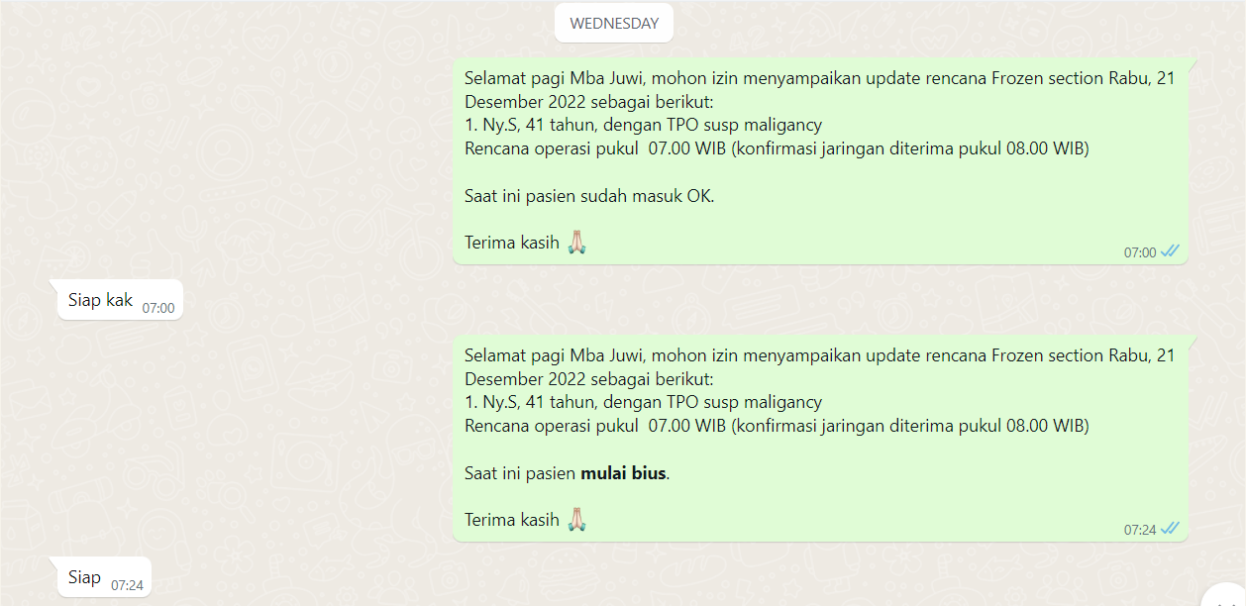 WEDNESDAY
Selamat pagi Mba Juwi, mohon izin menyampaikan update rencana Frozen section Rabu, 21
Desember 2022 sebagai berikut:
1. Ny.S, 41 tahun, dengan TPO susp maligancy
Rencana operasi pukul  07.00 WIB (konfirmasi jaringan diterima pukul 08.00 WIB)
Saat ini pasien sudah masuk OK.
Terima kasih 🙏🏻
07:00
Siap kak 07:00
Selamat pagi Mba Juwi, mohon izin menyampaikan update rencana Frozen section Rabu, 21
Desember 2022 sebagai berikut:
1. Ny.S, 41 tahun, dengan TPO susp maligancy
Rencana operasi pukul  07.00 WIB (konfirmasi jaringan diterima pukul 08.00 WIB)
Saat ini pasien mulai bius.
Terima kasih 🙏🏻
07:24
Siap 07:24